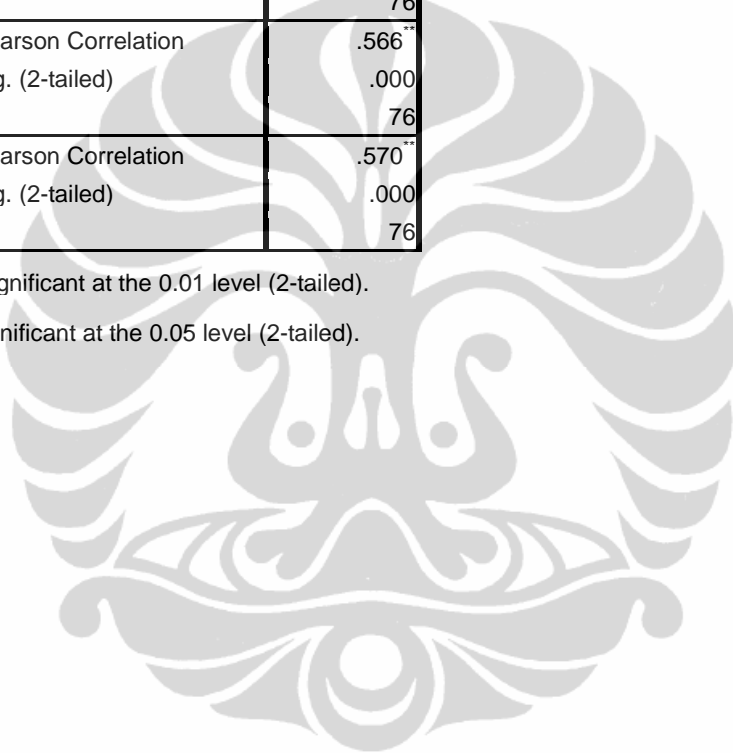 76
arson Correlation .566**
g. (2-tailed) .000
76
arson Correlation .570**
g. (2-tailed) .000
76
gnificant at the 0.01 level (2-tailed).
nificant at the 0.05 level (2-tailed).